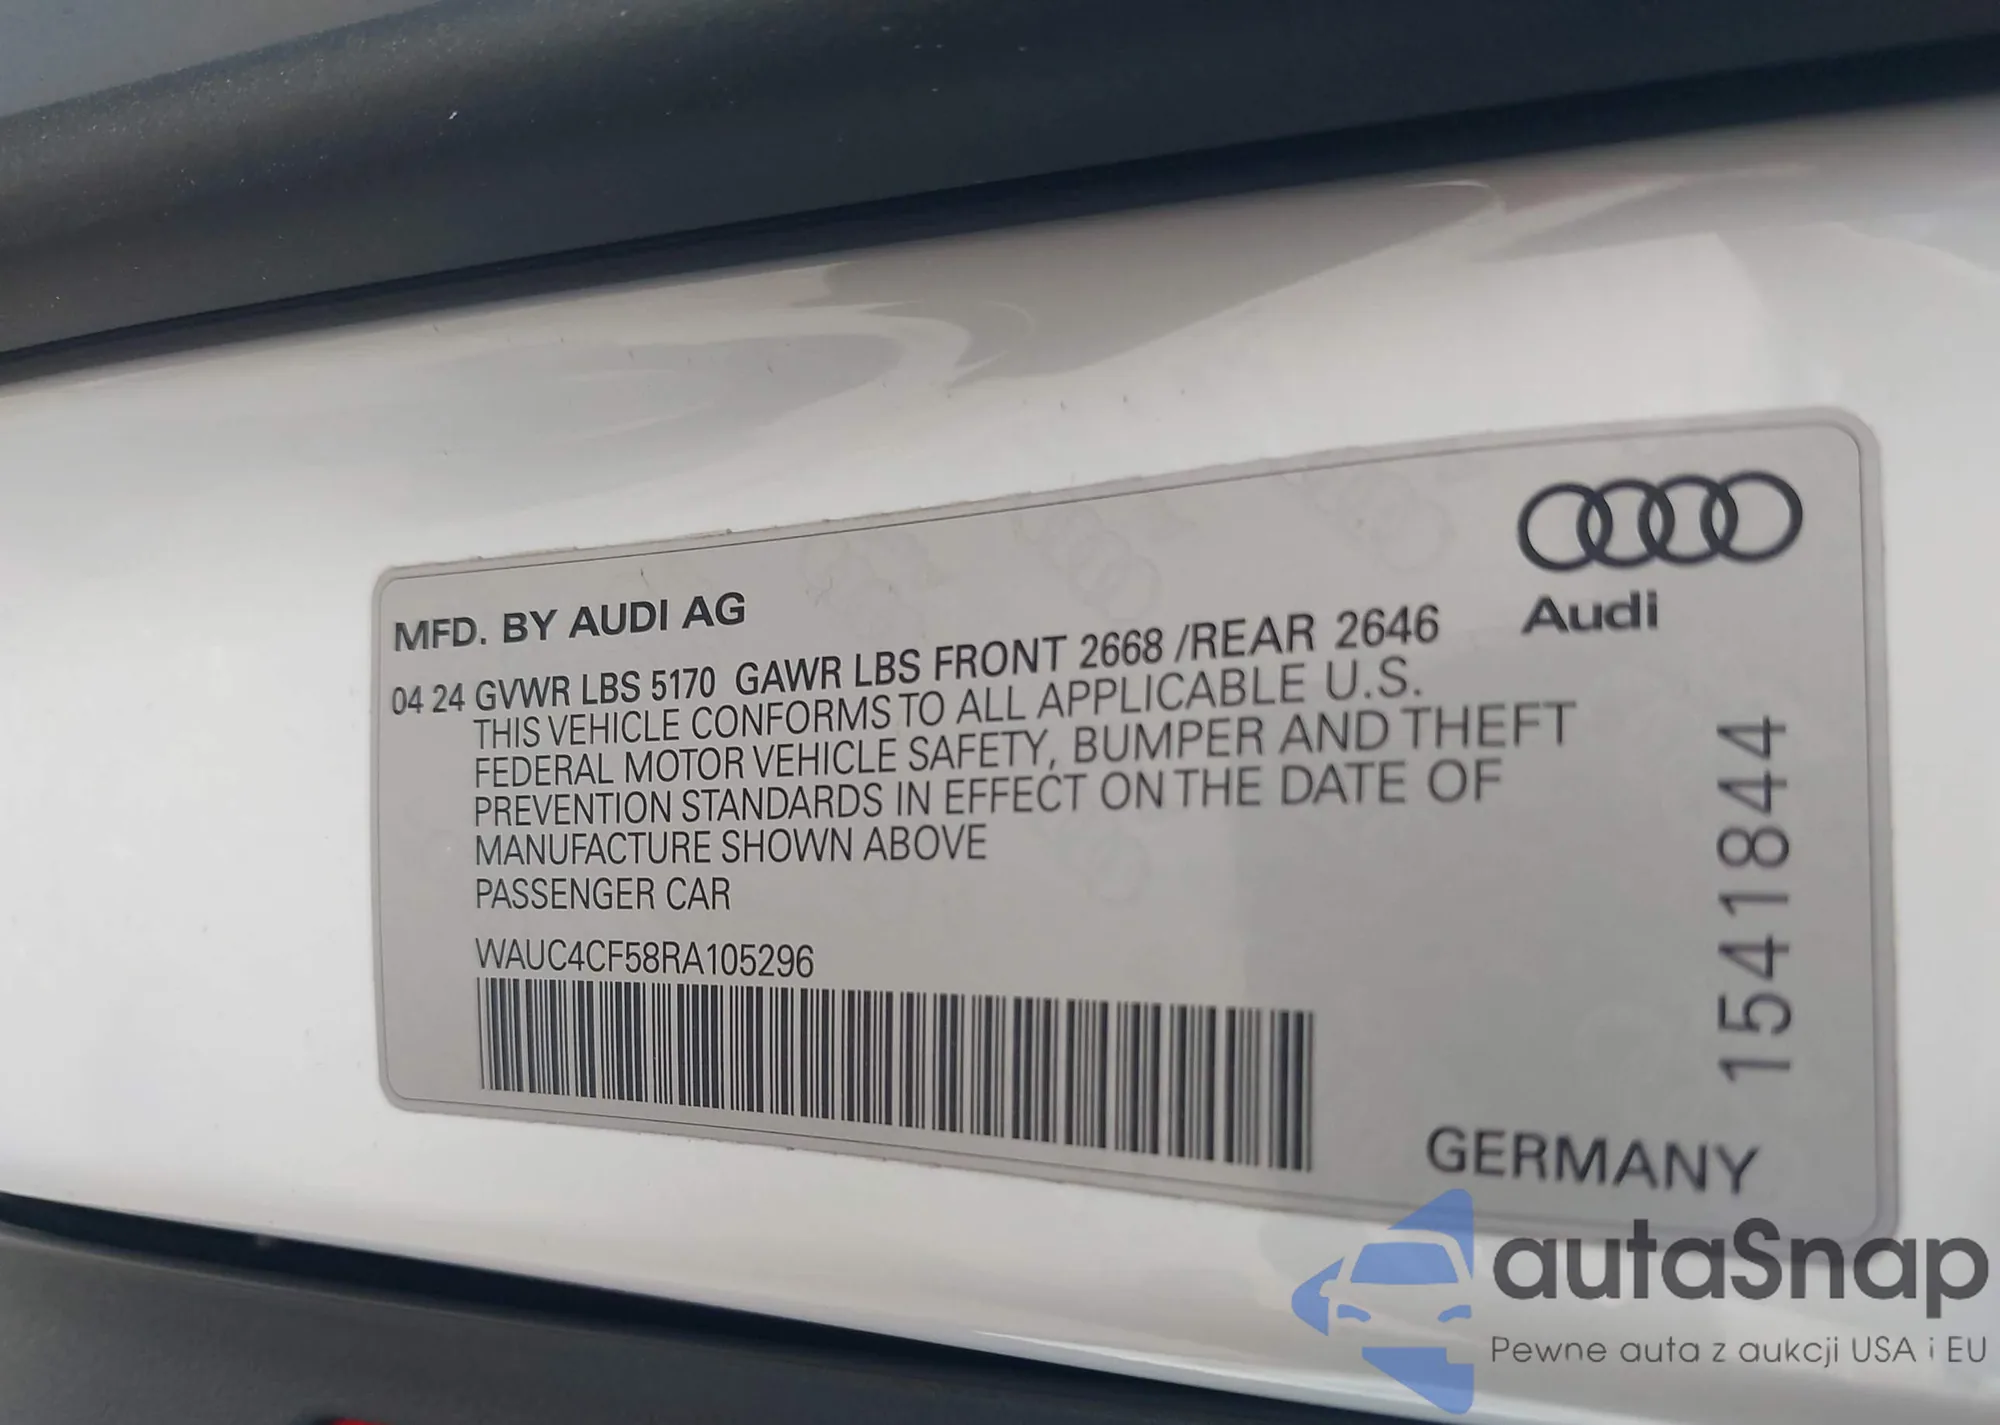 Audi
MFD. BY AUDI AG
04 24 GVWR LBS 5170 GAWR LBS FRONT 2668 /REAR 2646
THIS VEHICLE CONFORMS TO ALL APPLICABLE U.S.
FEDERAL MOTOR VEHICLE SAFETY, BUMPER AND THEFT
PREVENTION STANDARDS IN EFFECT ON THE DATE OF
MANUFACTURE SHOWN ABOVE
PASSENGER CAR
WAUC4CF58RA105296
1541844
GERMANY
autaSnap
Pewne auta z aukcji USA i EU